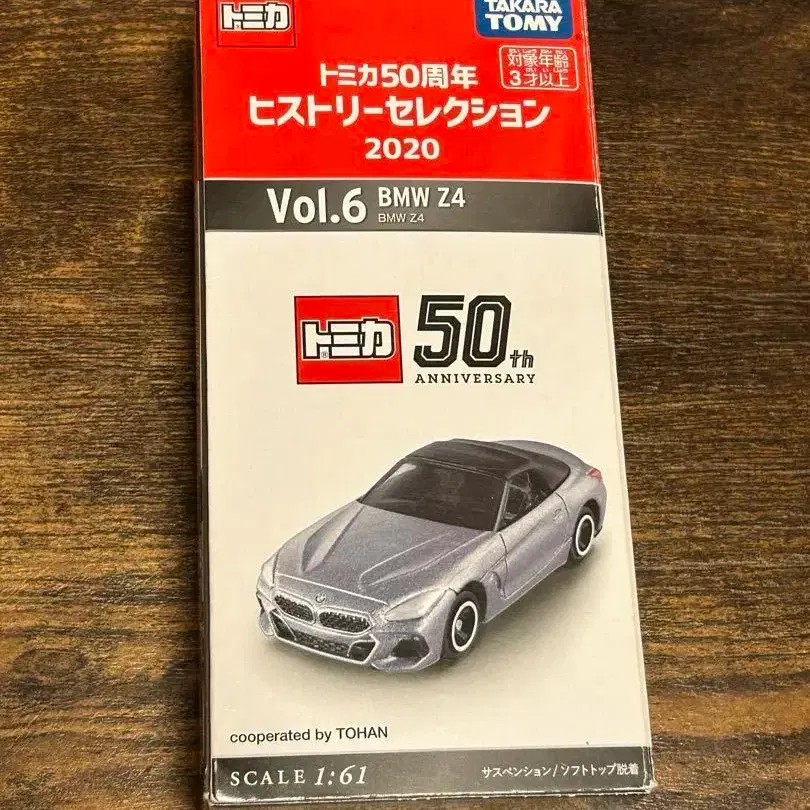 トミカ
TAKARA
TOMY
対象年齢
3才以上
トミカ50周年
ヒストリーセレクション
2020
Vol.6 BMW Z4
BMW Z4
トミカ® 50th
ANNIVERSARY
cooperated by TOHAN
SCALE 1:61
サスペンション/ソフトトップ脱着